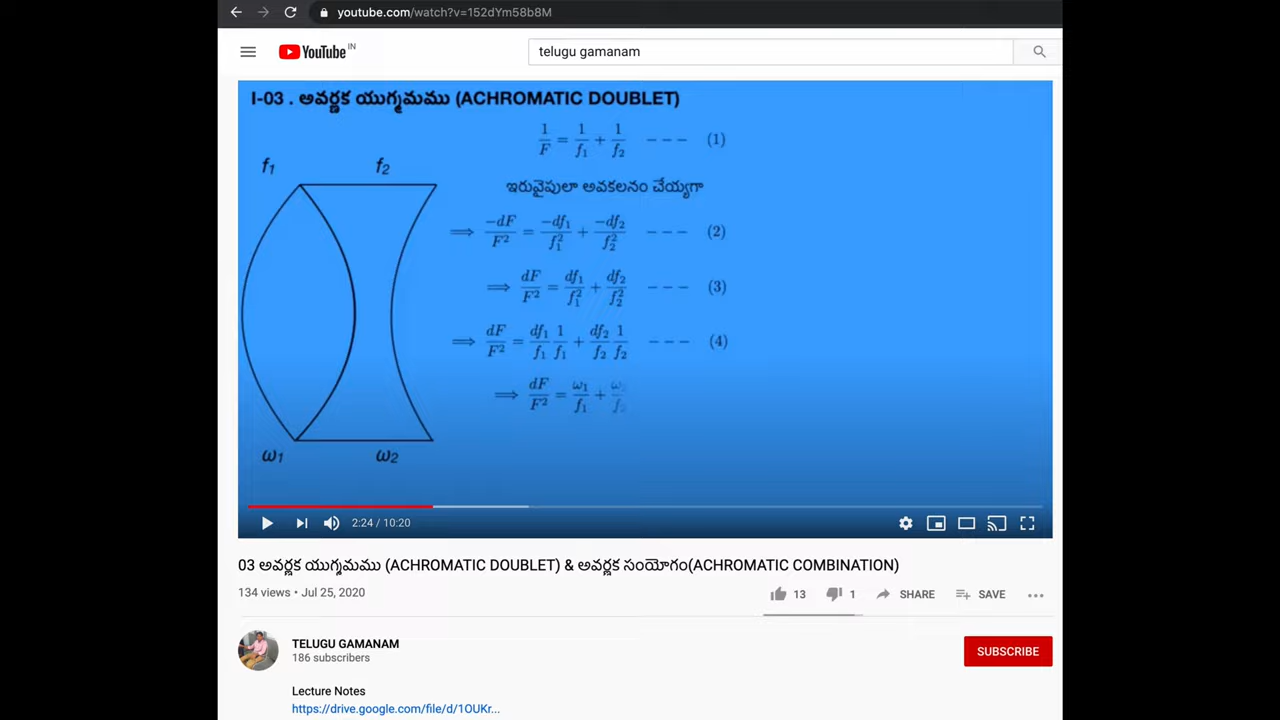 youtube.com/watch?v=152dYm58b8M
YouTube IN
telugu gamanam
I-03 . అవర్ణక యుగ్మమము (ACHROMATIC DOUBLET)
1/F = 1/f₁ + 1/f₂ --- (1)
f₁ f₂
ఇరువైపులా అవకలనం చేయ్యగా
⟹ -dF/F² = -df₁/f₁² + -df₂/f₂² --- (2)
⟹ dF/F² = df₁/f₁² + df₂/f₂² --- (3)
⟹ dF/F² = df₁/f₁ 1/f₁ + df₂/f₂ 1/f₂ --- (4)
⟹ dF/F² = ω₁/f₁ + ω₂/f₂
ω₁ ω₂
2:24 / 10:20
03 అవర్ణక యుగ్మమము (ACHROMATIC DOUBLET) & అవర్ణక సంయోగం(ACHROMATIC COMBINATION)
134 views • Jul 25, 2020
13 1 SHARE SAVE
TELUGU GAMANAM
186 subscribers
SUBSCRIBE
Lecture Notes
https://drive.google.com/file/d/1OUKr...